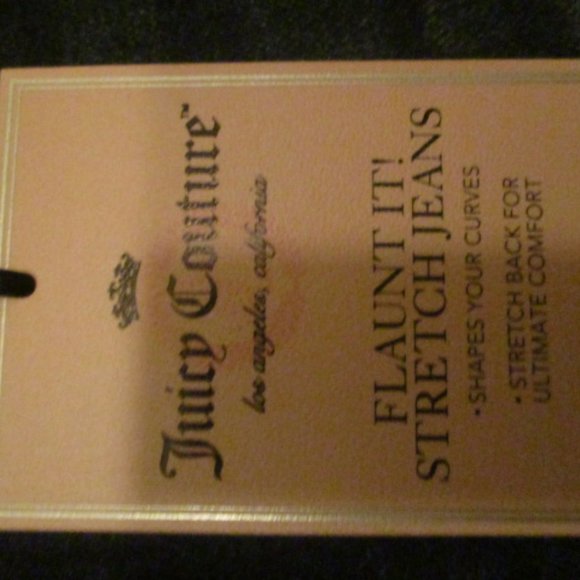 Juicy Couture™
los angeles, california
FLAUNT IT!
STRETCH JEANS
• SHAPES YOUR CURVES
• STRETCH BACK FOR
ULTIMATE COMFORT